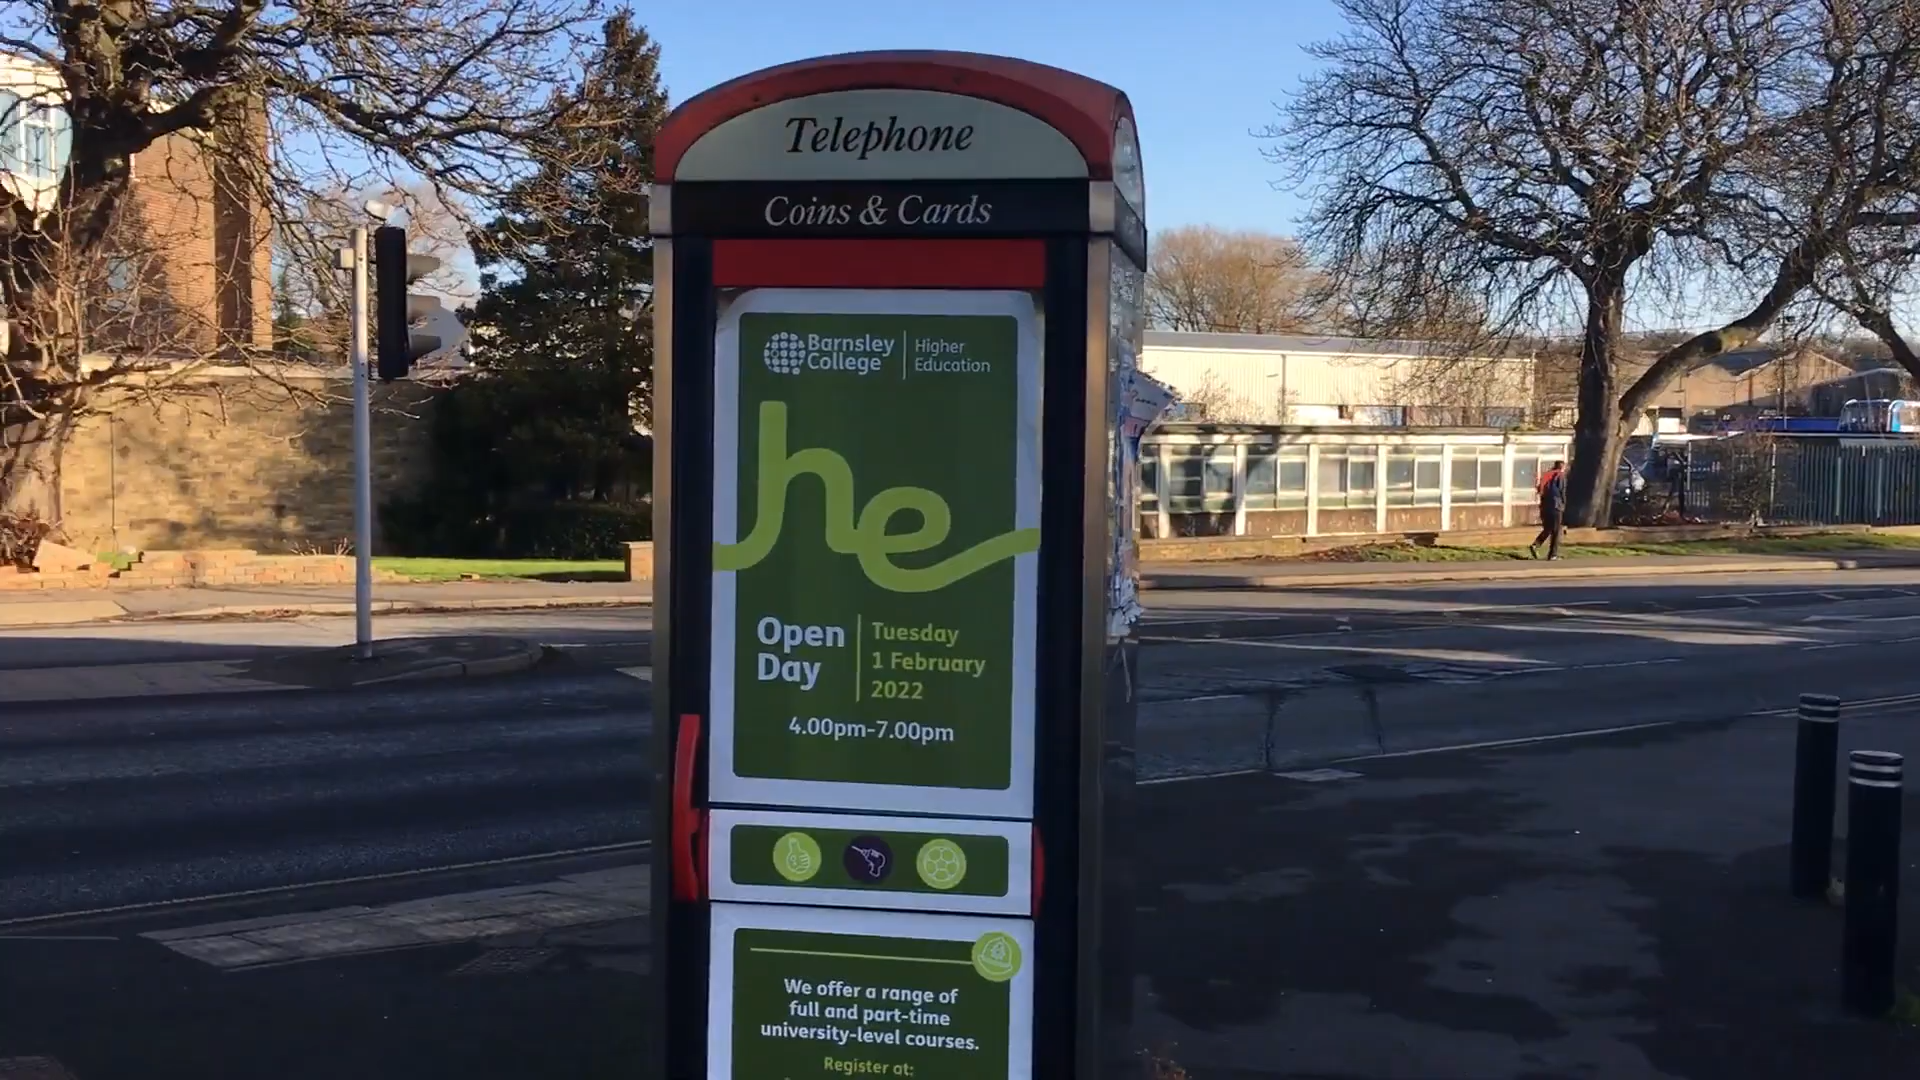 Telephone
Coins & Cards
Barnsley
College
Higher
Education
he
Open
Day
Tuesday
1 February
2022
4.00pm-7.00pm
We offer a range of
full and part-time
university-level courses.
Register at: